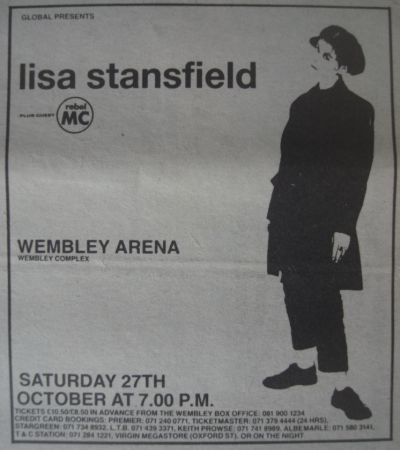 GLOBAL PRESENTS
lisa stansfield
PLUS GUEST
rebel
MC
WEMBLEY ARENA
WEMBLEY COMPLEX
SATURDAY 27TH
OCTOBER AT 7.00 P.M.
TICKETS £10.50/£8.50 IN ADVANCE FROM THE WEMBLEY BOX OFFICE: 081 900 1234
CREDIT CARD BOOKINGS: PREMIER: 071 240 0771, TICKETMASTER: 071 379 4444 (24 HRS),
STARGREEN: 071 734 8932, L.T.B. 071 439 3371, KEITH PROWSE: 071 741 8989, ALBEMARLE: 071 580 3141,
T & C STATION: 071 284 1221, VIRGIN MEGASTORE (OXFORD ST), OR ON THE NIGHT